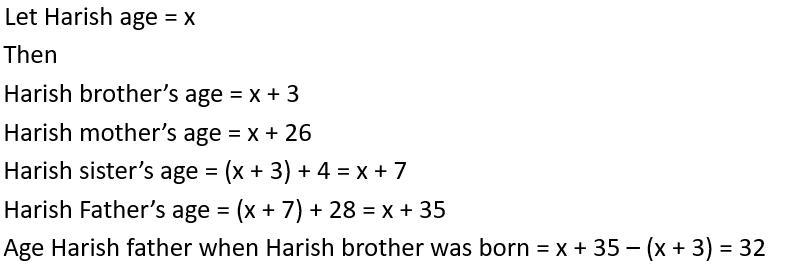 Let Harish age = x
Then
Harish brother’s age = x + 3
Harish mother’s age = x + 26
Harish sister’s age = (x + 3) + 4 = x + 7
Harish Father’s age = (x + 7) + 28 = x + 35
Age Harish father when Harish brother was born = x + 35 – (x + 3) = 32